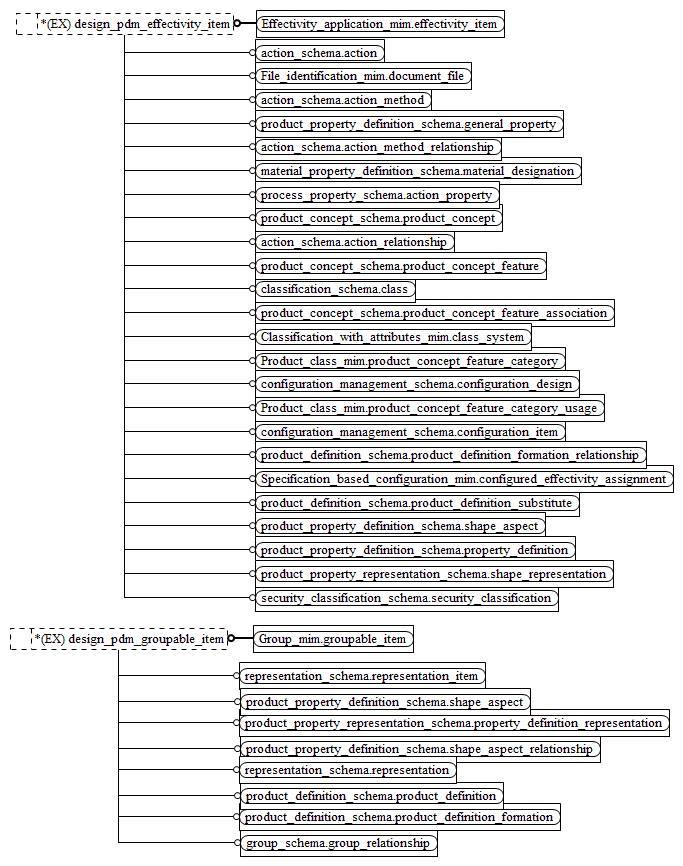 *(EX) design_pdm_effectivity_item Effectivity_application_mim.effectivity_item
action_schema.action
File_identification_mim.document_file
action_schema.action_method
product_property_definition_schema.general_property
action_schema.action_method_relationship
material_property_definition_schema.material_designation
process_property_schema.action_property
product_concept_schema.product_concept
action_schema.action_relationship
product_concept_schema.product_concept_feature
classification_schema.class
product_concept_schema.product_concept_feature_association
Classification_with_attributes_mim.class_system
Product_class_mim.product_concept_feature_category
configuration_management_schema.configuration_design
Product_class_mim.product_concept_feature_category_usage
configuration_management_schema.configuration_item
product_definition_schema.product_definition_formation_relationship
Specification_based_configuration_mim.configured_effectivity_assignment
product_definition_schema.product_definition_substitute
product_property_definition_schema.shape_aspect
product_property_definition_schema.property_definition
product_property_representation_schema.shape_representation
security_classification_schema.security_classification
*(EX) design_pdm_groupable_item Group_mim.groupable_item
representation_schema.representation_item
product_property_definition_schema.shape_aspect
product_property_representation_schema.property_definition_representation
product_property_definition_schema.shape_aspect_relationship
representation_schema.representation
product_definition_schema.product_definition
product_definition_schema.product_definition_fomation
group_schema.group_relationship